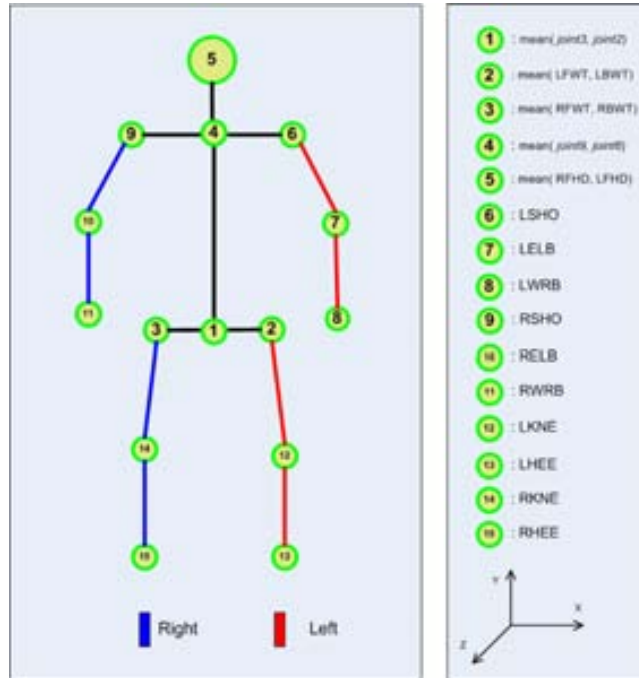 5
9
4
6
10
7
11
8
3
1
2
14
12
15
13
Right
Left
1 : mean(joint3, joint2)
2 : mean( LFWT, LBWT)
3 : mean( RFWT, RBWT)
4 : mean(joint9, joint6)
5 : mean( RFHD, LFHD)
6 : LSHO
7 : LELB
8 : LWRB
9 : RSHO
10 : RELB
11 : RWRB
12 : LKNE
13 : LHEE
14 : RKNE
15 : RHEE
Y
X
Z